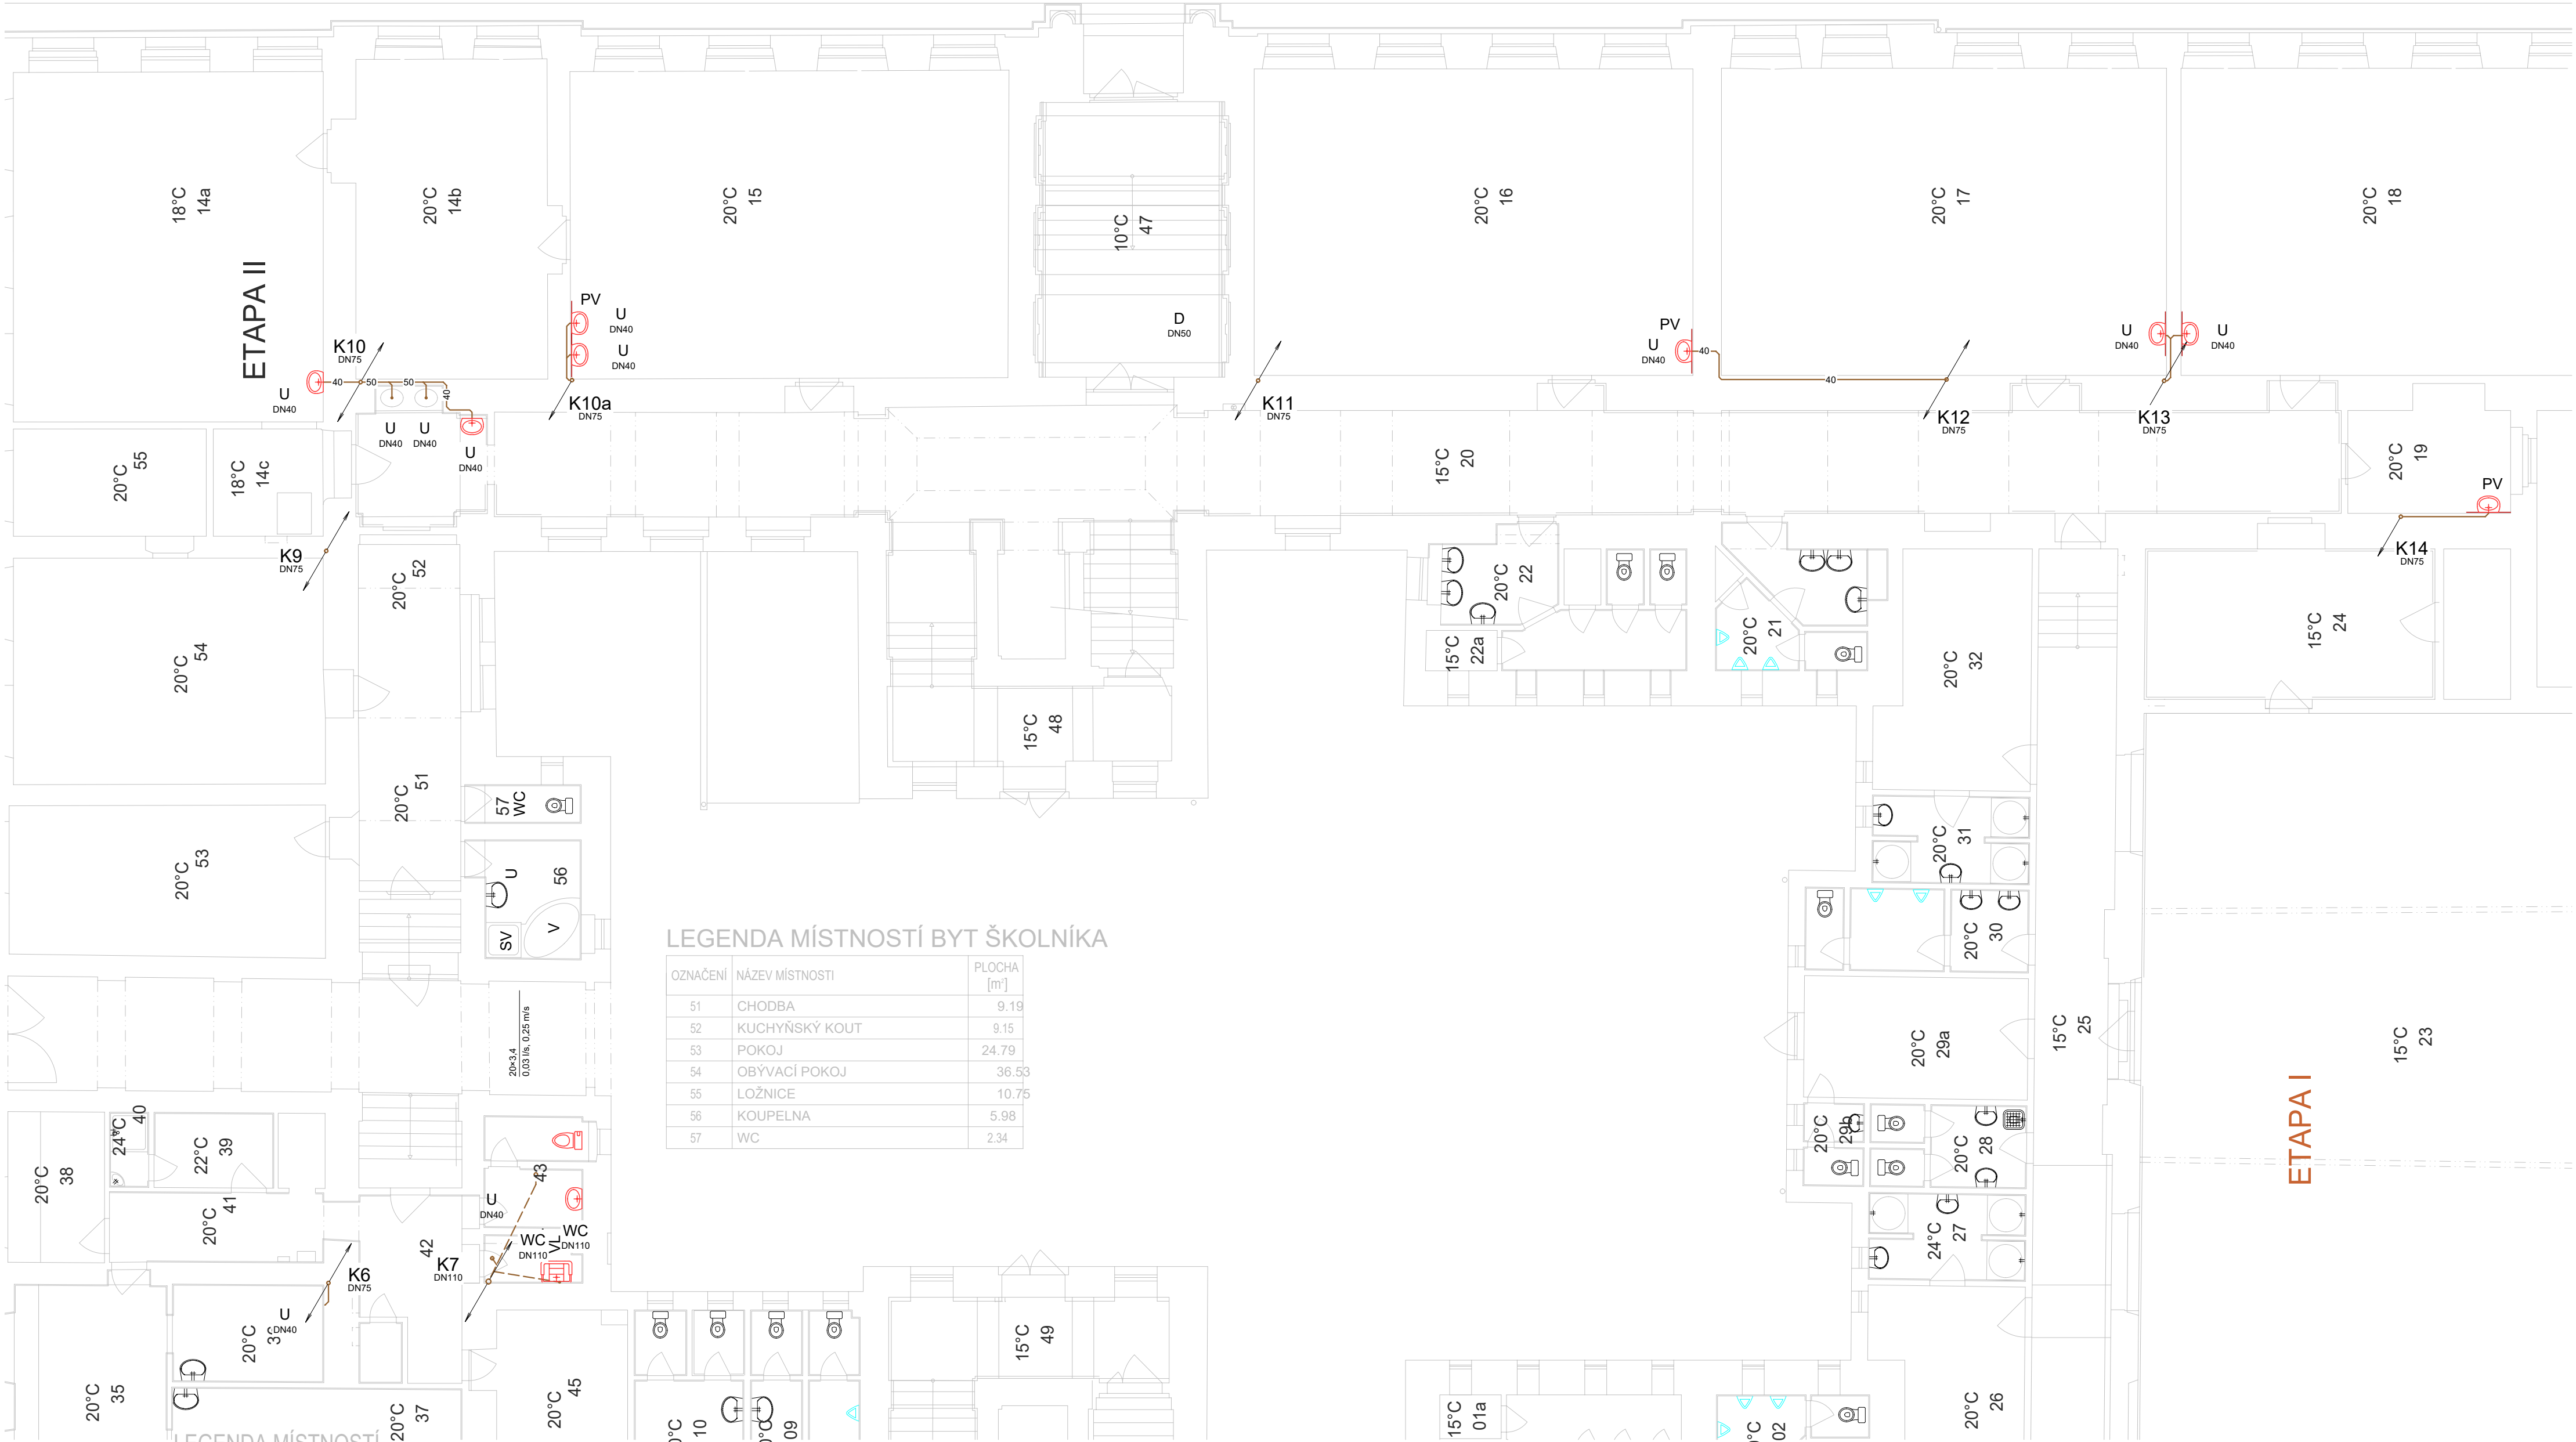 18°C
14a
20°C
14b
20°C
15
10°C
47
20°C
16
20°C
17
20°C
18
ETAPA II
PV
U
DN40
U
DN40
D
DN50
PV
U
DN40
U
DN40
U
DN40
K10
DN75
40
50
50
40
40
40
U
DN40
K10a
DN75
K11
DN75
K12
DN75
K13
DN75
U
DN40
U
DN40
U
DN40
20°C
55
18°C
14c
15°C
20
20°C
19
PV
K9
DN75
K14
DN75
20°C
52
20°C
22
15°C
22a
20°C
21
20°C
32
15°C
24
20°C
54
15°C
48
20°C
51
57
WC
20°C
53
U
56
SV
V
20°C
31
20°C
30
LEGENDA MÍSTNOSTÍ BYT ŠKOLNÍKA
OZNAČENÍ NÁZEV MÍSTNOSTI PLOCHA [m²]
51 CHODBA 9.19
52 KUCHYŇSKÝ KOUT 9.15
53 POKOJ 24.79
54 OBÝVACÍ POKOJ 36.53
55 LOŽNICE 10.75
56 KOUPELNA 5.98
57 WC 2.34
20×3,4
0,03 l/s, 0,25 m/s
20°C
29a
15°C
25
15°C
23
ETAPA I
20°C
38
24°C
40
22°C
39
20°C
41
43
U
DN40
20°C
29b
20°C
28
42
WC
DN110
VL
WC
DN110
K7
DN110
K6
DN75
U
DN40
24°C
27
20°C
20°C
35
20°C
37
20°C
45
15°C
49
10
09
15°C
01a
02
20°C
26
LEGENDA MÍSTNOSTÍ